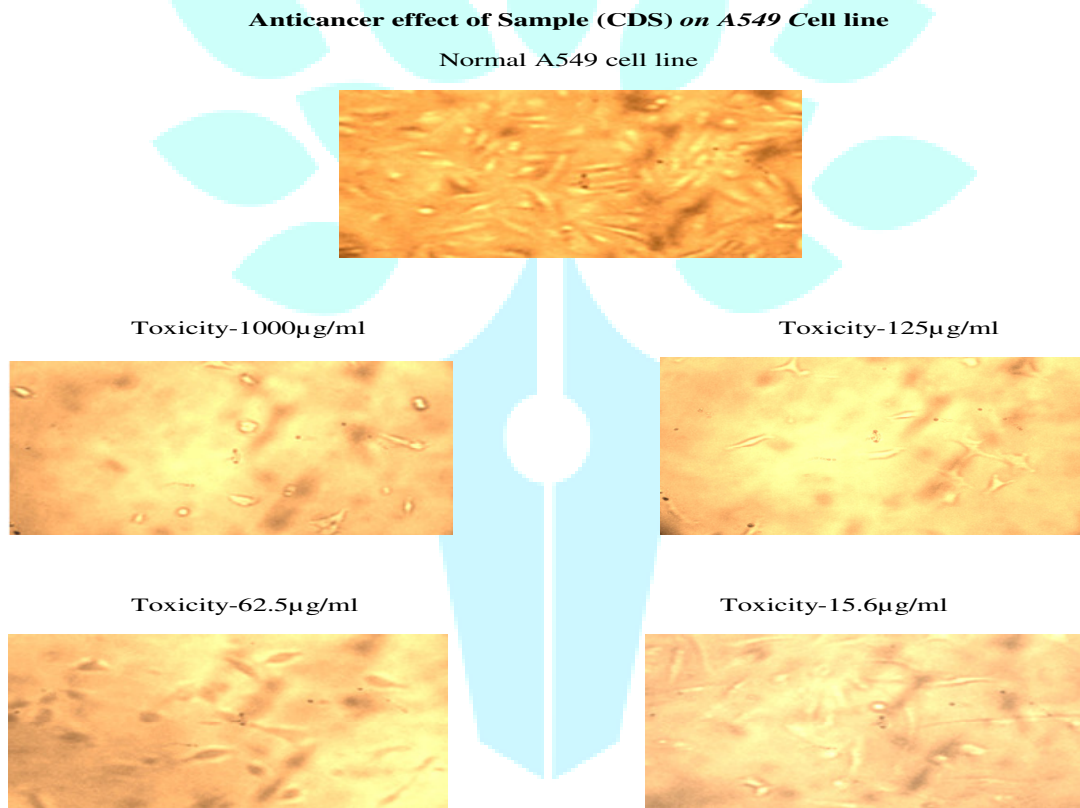 Anticancer effect of Sample (CDS) on A549 Cell line
Normal A549 cell line
Toxicity-1000µg/ml
Toxicity-125µg/ml
Toxicity-62.5µg/ml
Toxicity-15.6µg/ml